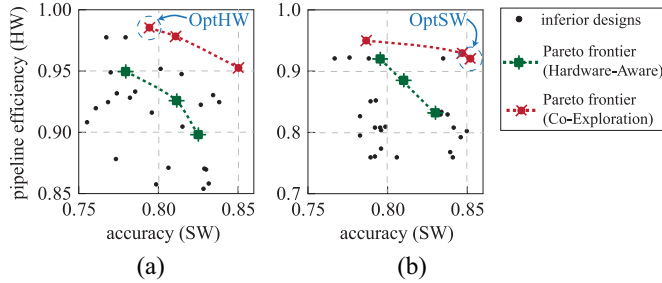 pipeline efficiency (HW)
1.00
0.95
0.90
0.85
0.75
0.80
0.85
accuracy (SW)
OptHW
(a)
1.0
0.9
0.8
0.7
0.75
0.80
0.85
accuracy (SW)
OptSW
(b)
inferior designs
Pareto frontier
(Hardware-Aware)
Pareto frontier
(Co-Exploration)